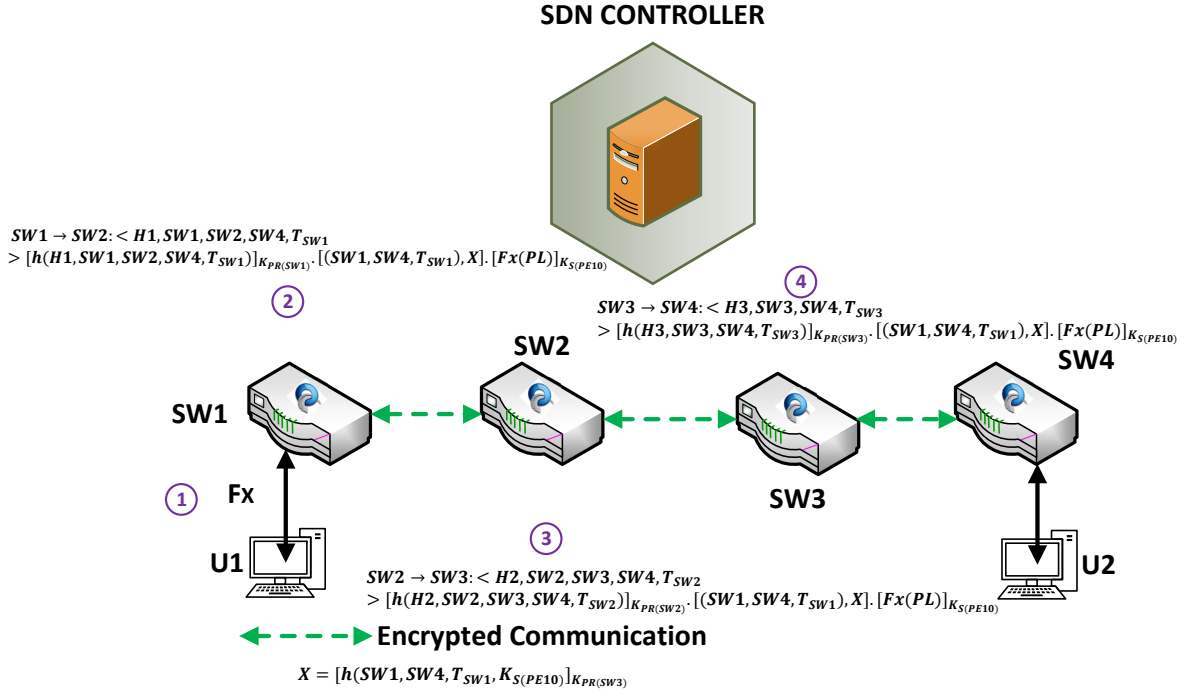 SDN CONTROLLER
SW1 → SW2: < H1, SW1, SW2, SW4, T_SW1
> [h(H1, SW1, SW2, SW4, T_SW1)]_K_PR(SW1). [(SW1, SW4, T_SW1), X]. [Fx(PL)]_K_S(PE10)
2
4
SW3 → SW4: < H3, SW3, SW4, T_SW3
> [h(H3, SW3, SW4, T_SW3)]_K_PR(SW3). [(SW1, SW4, T_SW1), X]. [Fx(PL)]_K_S(PE10)
SW2
SW4
SW1
SW3
1
Fx
U1
3
U2
SW2 → SW3: < H2, SW2, SW3, SW4, T_SW2
> [h(H2, SW2, SW3, SW4, T_SW2)]_K_PR(SW2). [(SW1, SW4, T_SW1), X]. [Fx(PL)]_K_S(PE10)
Encrypted Communication
X = [h(SW1, SW4, T_SW1, K_S(PE10)]_K_PR(SW3)